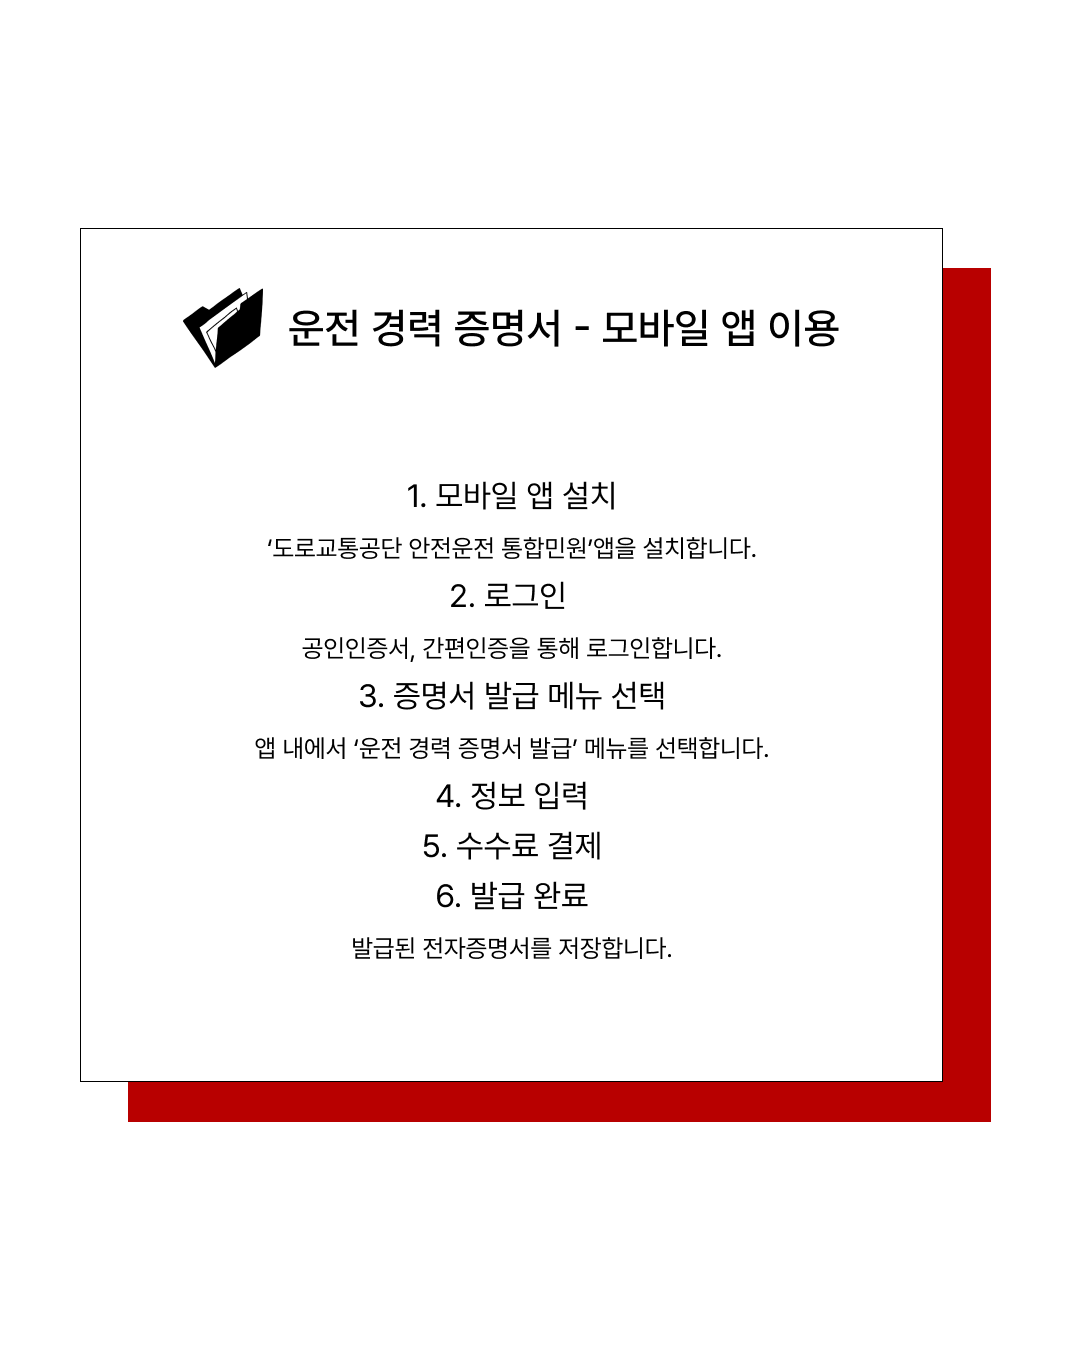 운전 경력 증명서 - 모바일 앱 이용
1. 모바일 앱 설치
‘도로교통공단 안전운전 통합민원’앱을 설치합니다.
2. 로그인
공인인증서, 간편인증을 통해 로그인합니다.
3. 증명서 발급 메뉴 선택
앱 내에서 ‘운전 경력 증명서 발급’ 메뉴를 선택합니다.
4. 정보 입력
5. 수수료 결제
6. 발급 완료
발급된 전자증명서를 저장합니다.